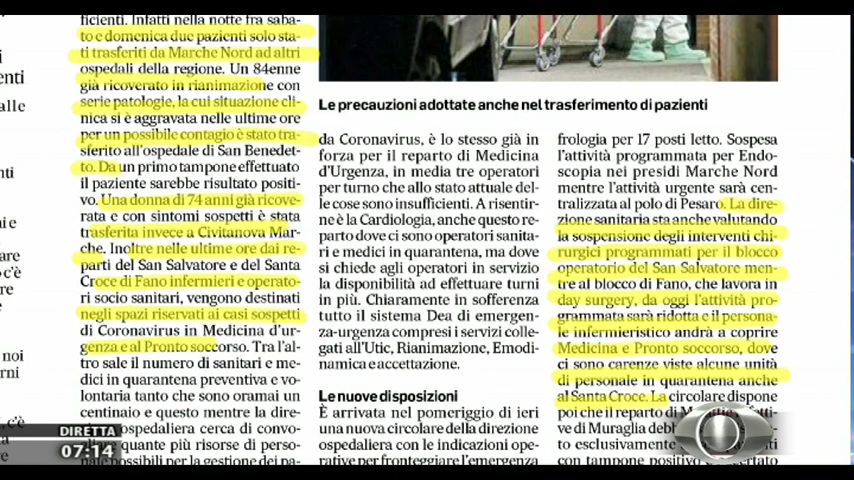 ficienti. Infatti nella notte fra saba-
to e domenica due pazienti solo sta-
ti trasferiti da Marche Nord ad altri
ospedali della regione. Un 84enne
già ricoverato in rianimazione con
serie patologie, la cui situazione cli-
nica si è aggravata nelle ultime ore
per un possibile contagio è stato tra-
sferito all'ospedale di San Benedet-
to. Da un primo tampone effettuato
il paziente sarebbe risultato positi-
vo. Una donna di 74 anni già ricove-
rata e con sintomi sospetti è stata
trasferita invece a Civitanova Mar-
che. Inoltre nelle ultime ore dai re-
parti del San Salvatore e del Santa
Croce di Fano infermieri e operato-
ri socio sanitari, vengono destinati
negli spazi riservati ai casi sospetti
di Coronavirus in Medicina d'ur-
genza e al Pronto soccorso. Tra l'al-
tro sale il numero di sanitari e me-
dici in quarantena preventiva e vo-
lontaria tanto che sono oramai un
centinaio e questo mentre la dire-
ospedaliera cerca di convo-
quante più risorse di perso-
nale possibili per la gestione dei pa-
Le precauzioni adottate anche nel trasferimento di pazienti
da Coronavirus, è lo stesso già in
forza per il reparto di Medicina
d'Urgenza, in media tre operatori
per turno che allo stato attuale del-
le cose sono insufficienti. A risentir-
ne è la Cardiologia, anche questo re-
parto dove ci sono operatori sanita-
ri e medici in quarantena, ma dove
si chiede agli operatori in servizio
la disponibilità ad effettuare turni
in più. Chiaramente in sofferenza
tutto il sistema Dea di emergen-
za-urgenza compresi i servizi colle-
gati all'Utic, Rianimazione, Emodi-
namica e accettazione.
Le nuove disposizioni
È arrivata nel pomeriggio di ieri
una nuova circolare della direzione
ospedaliera con le indicazioni ope-
rative per fronteggiare l'emergenza
frologia per 17 posti letto. Sospesa
l'attività programmata per Endo-
scopia nei presidi Marche Nord
mentre l'attività urgente sarà cen-
tralizzata al polo di Pesaro. La dire-
zione sanitaria sta anche valutando
la sospensione degli interventi chi-
rurgici programmati per il blocco
operatorio del San Salvatore men-
tre al blocco di Fano, che lavora in
day surgery, da oggi l'attività pro-
grammata sarà ridotta e il persona-
le infermieristico andrà a coprire
Medicina e Pronto soccorso, dove
ci sono carenze viste alcune unità
di personale in quarantena anche
al Santa Croce. La circolare dispone
poi che il reparto di
ve di Muraglia
to esclusivamente
con tampone positivo
DIRETTA
07:14